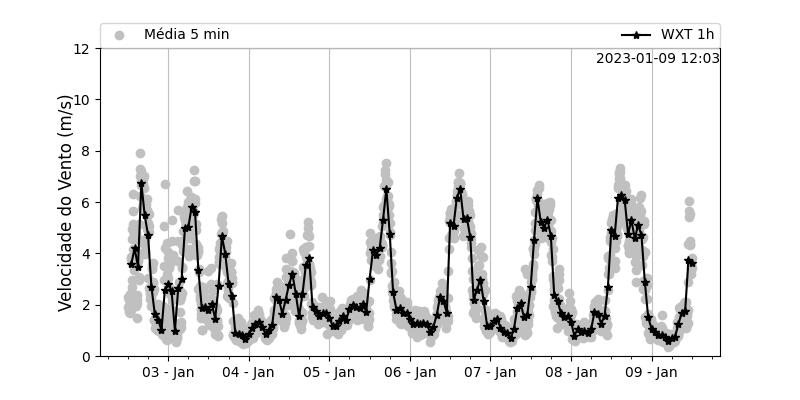 Média 5 min
WXT 1h
2023-01-09 12:03
Velocidade do Vento (m/s)
12
10
8
6
4
2
0
03 - Jan
04 - Jan
05 - Jan
06 - Jan
07 - Jan
08 - Jan
09 - Jan